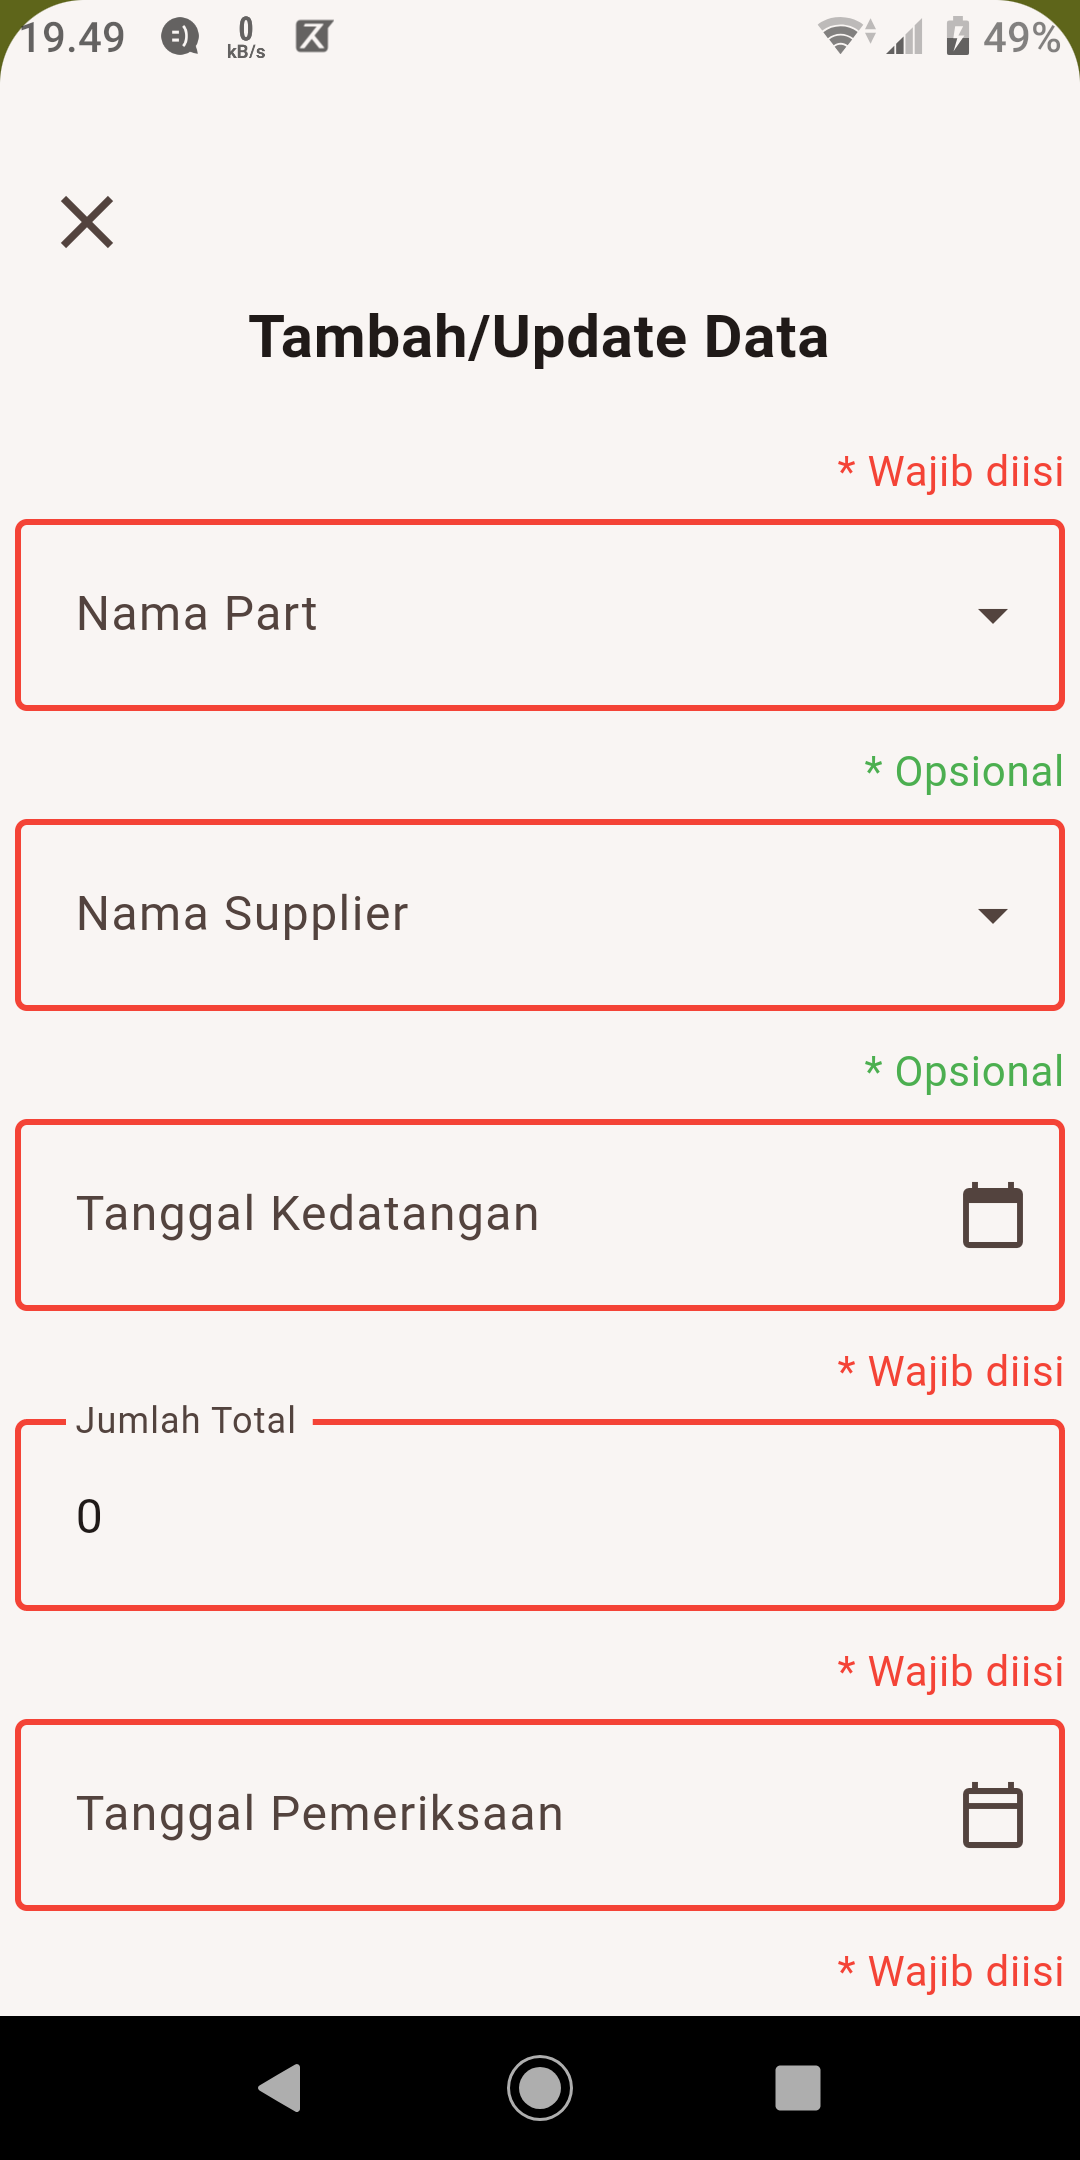 19.49 0 kB/s 49%
Tambah/Update Data
* Wajib diisi
Nama Part
* Opsional
Nama Supplier
* Opsional
Tanggal Kedatangan
* Wajib diisi
Jumlah Total
0
* Wajib diisi
Tanggal Pemeriksaan
* Wajib diisi